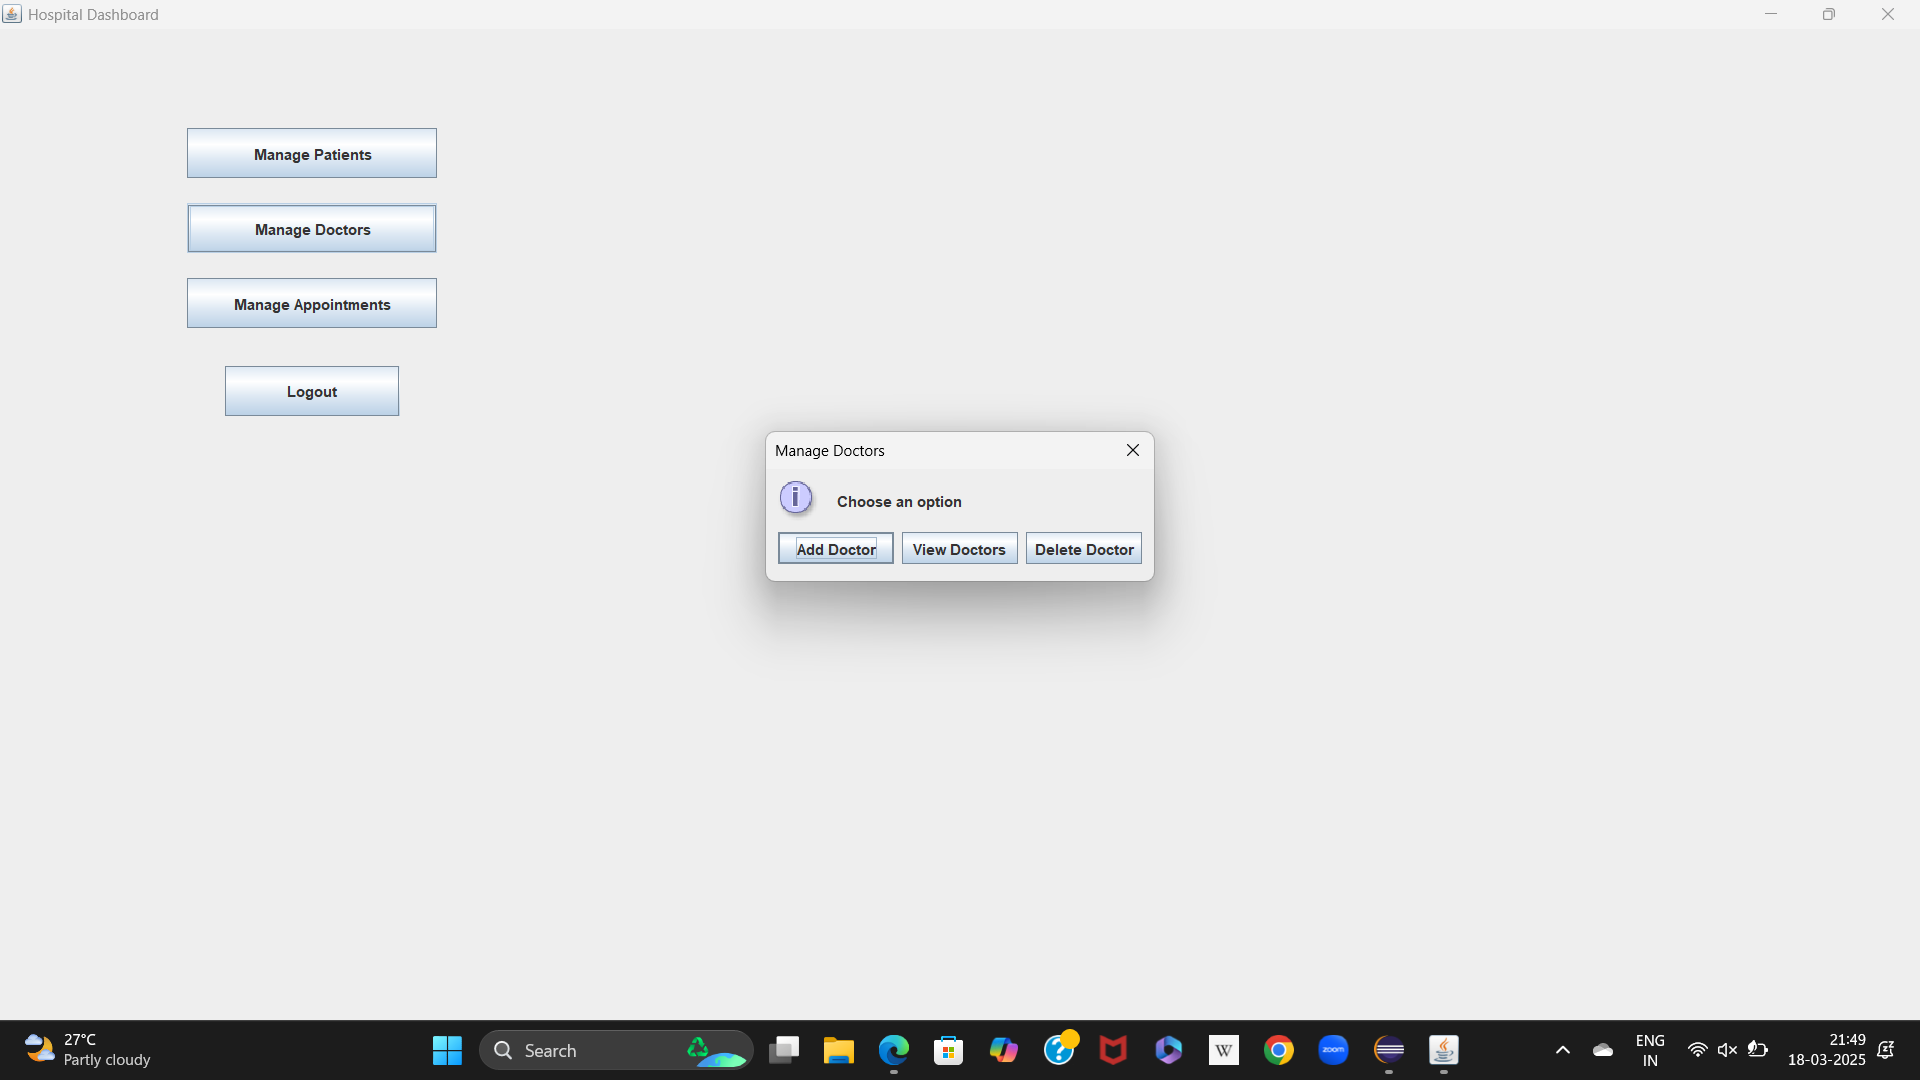 Hospital Dashboard
Manage Patients
Manage Doctors
Manage Appointments
Logout
Manage Doctors
Choose an option
Add Doctor View Doctors Delete Doctor
27°C
Partly cloudy
Search
W
zoom
ENG
IN
21:49
18-03-2025